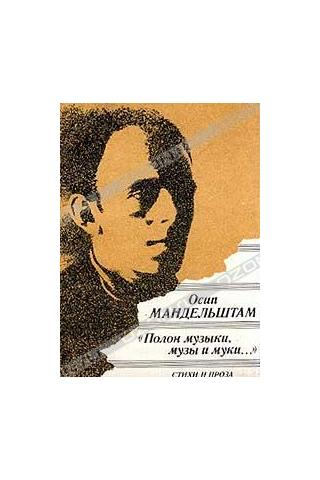 Осип
МАНДЕЛЬШТАМ
«Полон музыки,
музы и муки...»
СТИХИ И ПРОЗА